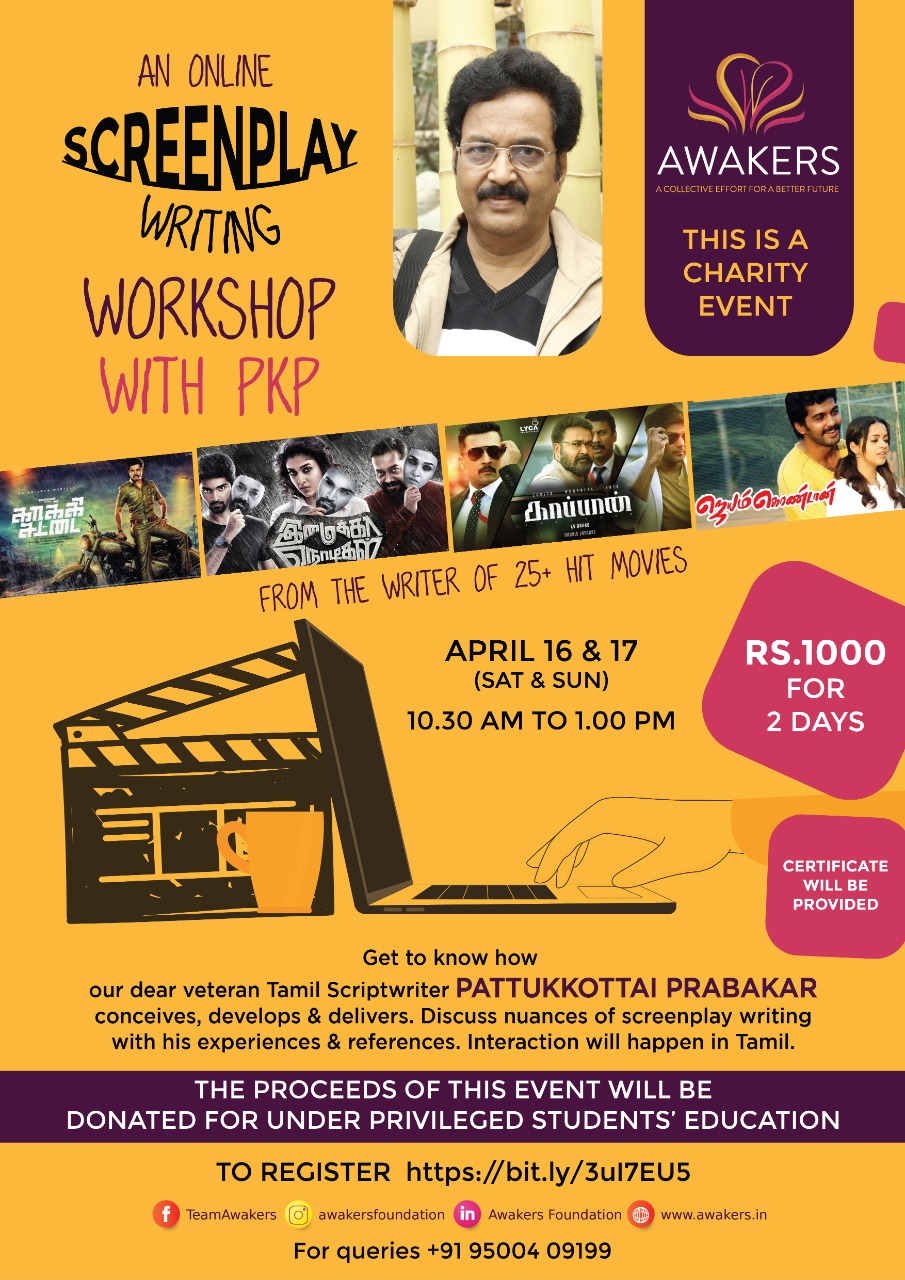 AN ONLINE
SCREENPLAY
WRITING
WORKSHOP
WITH PKP
AWAKERS
A COLLECTIVE EFFORT FOR A BETTER FUTURE
THIS IS A
CHARITY
EVENT
காக்கி
சட்டை
இமைக்கா
நொடிகள்
LYCA
காப்பான்
ஜெயம்கொண்டான்
FROM THE WRITER OF 25+ HIT MOVIES
APRIL 16 & 17
(SAT & SUN)
10.30 AM TO 1.00 PM
RS.1000
FOR
2 DAYS
CERTIFICATE
WILL BE
PROVIDED
Get to know how
our dear veteran Tamil Scriptwriter PATTUKKOTTAI PRABAKAR
conceives, develops & delivers. Discuss nuances of screenplay writing
with his experiences & references. Interaction will happen in Tamil.
THE PROCEEDS OF THIS EVENT WILL BE
DONATED FOR UNDER PRIVILEGED STUDENTS’ EDUCATION
TO REGISTER https://bit.ly/3uI7EU5
TeamAwakers awakersfoundation in Awakers Foundation www.awakers.in
For queries +91 95004 09199